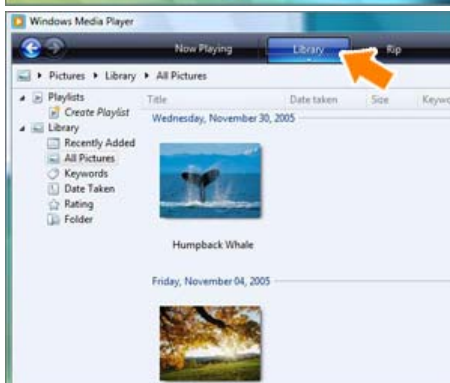 Windows Media Player
Now Playing Library Rip
Pictures Library All Pictures
Playlists
Create Playlist
Library
Recently Added
All Pictures
Keywords
Date Taken
Rating
Folder
Title Date taken Size Keywo
Wednesday, November 30, 2005
Humpback Whale
Friday, November 04, 2005